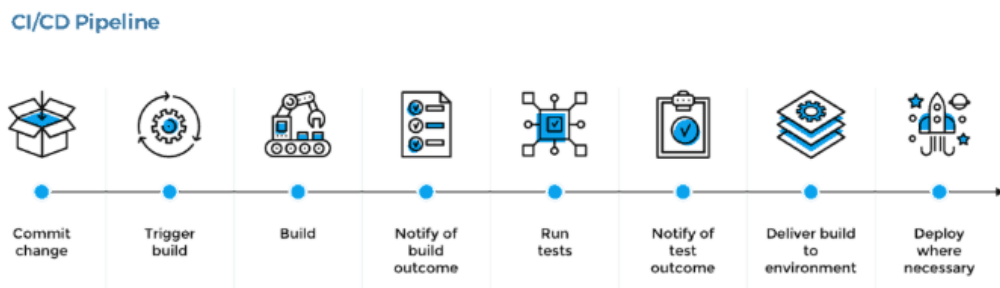 CI/CD Pipeline
Commit
change
Trigger
build
Build
Notify of
build
outcome
Run
tests
Notify of
test
outcome
Deliver build
to
environment
Deploy
where
necessary